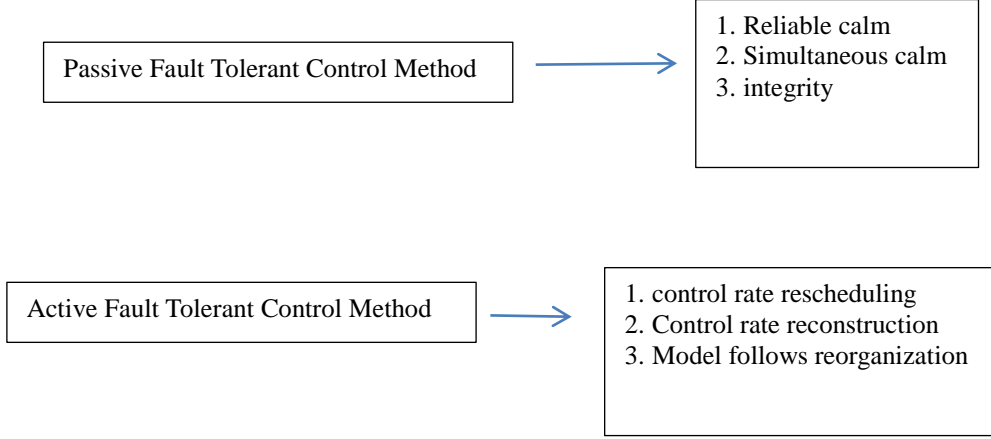 Passive Fault Tolerant Control Method
1. Reliable calm
2. Simultaneous calm
3. integrity
Active Fault Tolerant Control Method
1. control rate rescheduling
2. Control rate reconstruction
3. Model follows reorganization